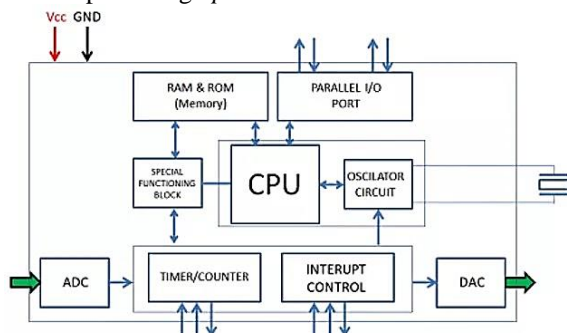 Vcc GND
RAM & ROM
(Memory)
PARALLEL I/O
PORT
SPECIAL
FUNCTIONING
BLOCK
CPU
OSCILATOR
CIRCUIT
ADC
TIMER/COUNTER
INTERUPT
CONTROL
DAC